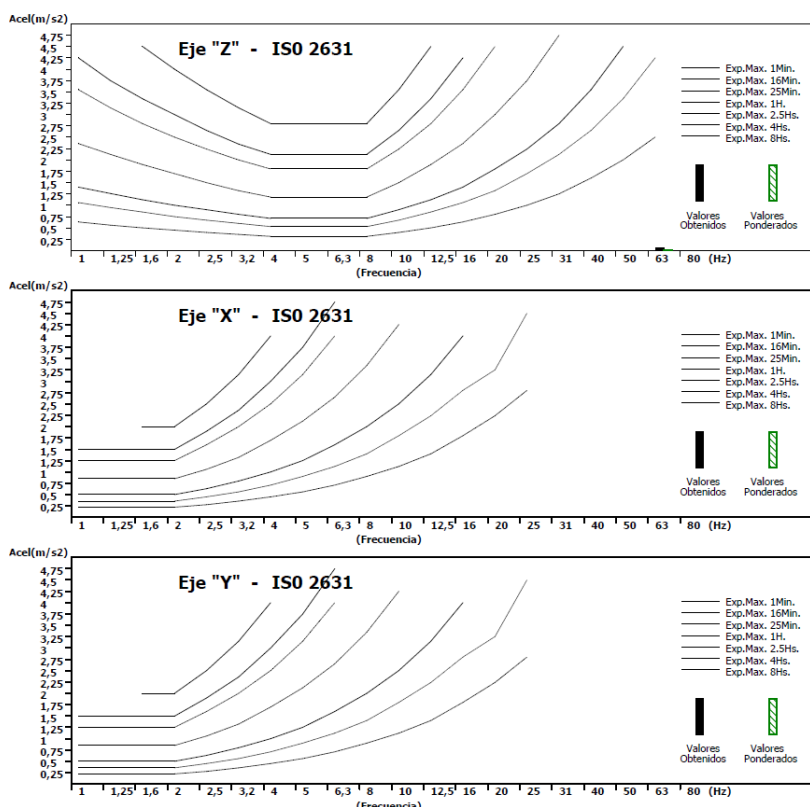 Acel(m/s2)
Eje "Z" - IS0 2631
4,75
4,5
4,25
4
3,75
3,5
3,25
3
2,75
2,5
2,25
2
1,75
1,5
1,25
1
0,75
0,5
0,25
Exp.Max. 1Min.
Exp.Max. 16Min.
Exp.Max. 25Min.
Exp.Max. 1H.
Exp.Max. 2.5Hs.
Exp.Max. 4Hs.
Exp.Max. 8Hs.
Valores Obtenidos
Valores Ponderados
1 1,25 1,6 2 2,5 3,2 4 5 6,3 8 10 12,5 16 20 25 31 40 50 63 80 (Hz)
(Frecuencia)
Acel(m/s2)
Eje "X" - IS0 2631
4,75
4,5
4,25
4
3,75
3,5
3,25
3
2,75
2,5
2,25
2
1,75
1,5
1,25
1
0,75
0,5
0,25
Exp.Max. 1Min.
Exp.Max. 16Min.
Exp.Max. 25Min.
Exp.Max. 1H.
Exp.Max. 2.5Hs.
Exp.Max. 4Hs.
Exp.Max. 8Hs.
Valores Obtenidos
Valores Ponderados
1 1,25 1,6 2 2,5 3,2 4 5 6,3 8 10 12,5 16 20 25 31 40 50 63 80 (Hz)
(Frecuencia)
Acel(m/s2)
Eje "Y" - IS0 2631
4,75
4,5
4,25
4
3,75
3,5
3,25
3
2,75
2,5
2,25
2
1,75
1,5
1,25
1
0,75
0,5
0,25
Exp.Max. 1Min.
Exp.Max. 16Min.
Exp.Max. 25Min.
Exp.Max. 1H.
Exp.Max. 2.5Hs.
Exp.Max. 4Hs.
Exp.Max. 8Hs.
Valores Obtenidos
Valores Ponderados
1 1,25 1,6 2 2,5 3,2 4 5 6,3 8 10 12,5 16 20 25 31 40 50 63 80 (Hz)
(Frecuencia)